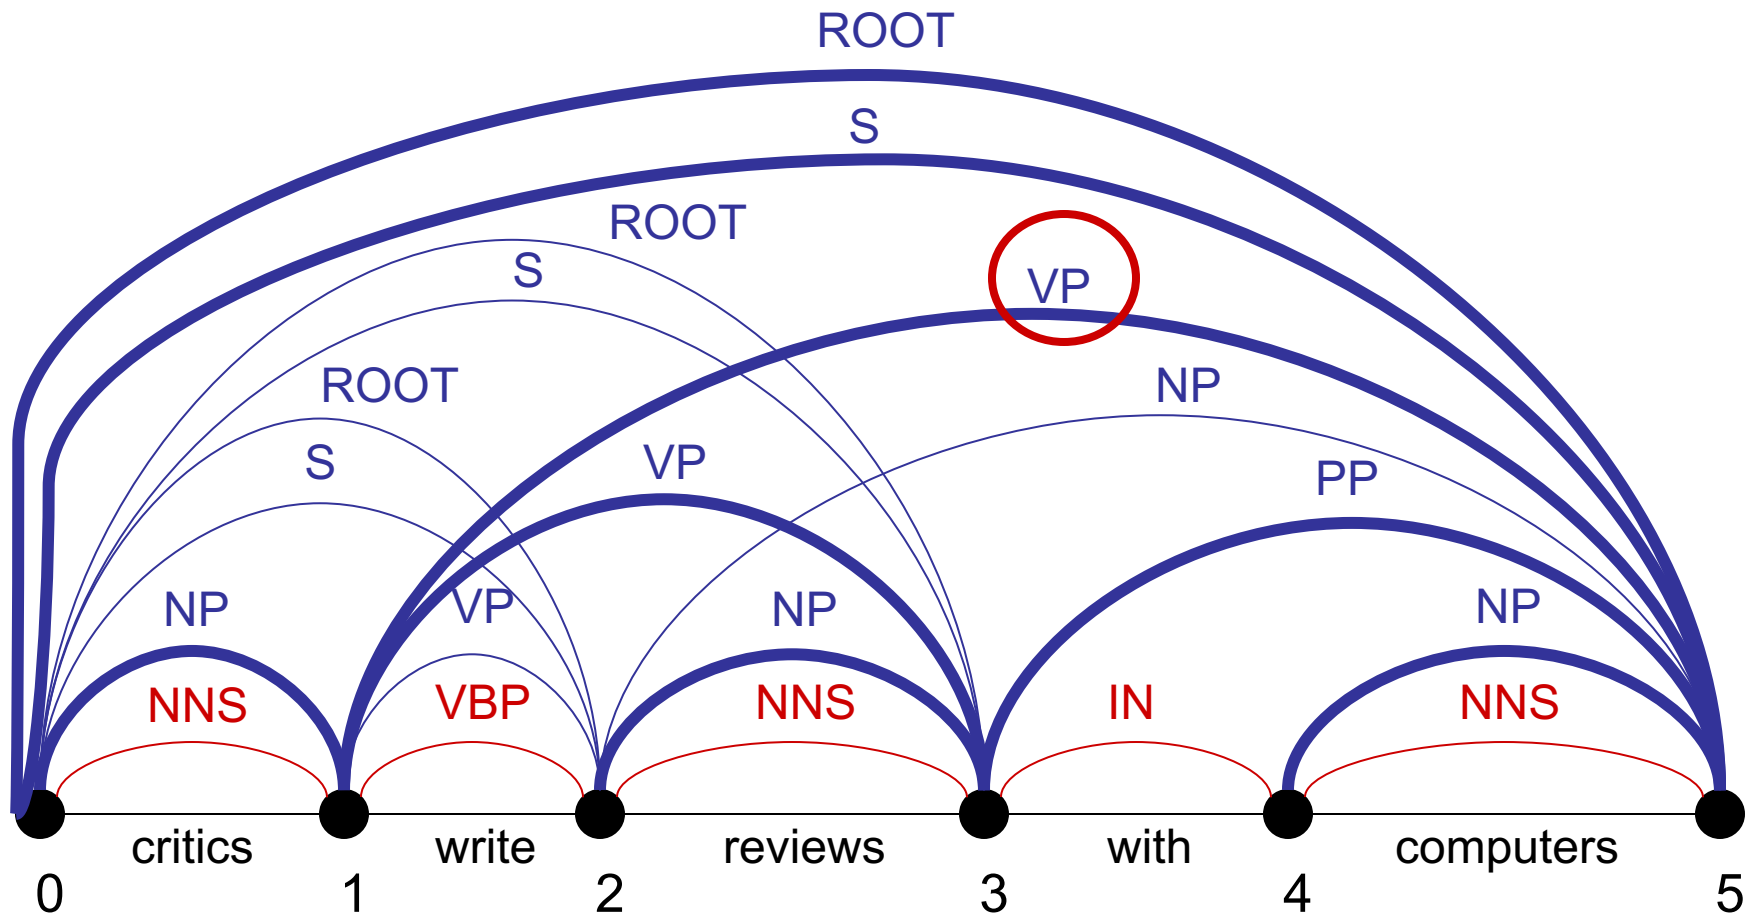 ROOT
S
ROOT
S
VP
ROOT
NP
S
VP
PP
NP
VP
NP
NP
NNS
VBP
NNS
IN
NNS
critics write reviews with computers
0 1 2 3 4 5